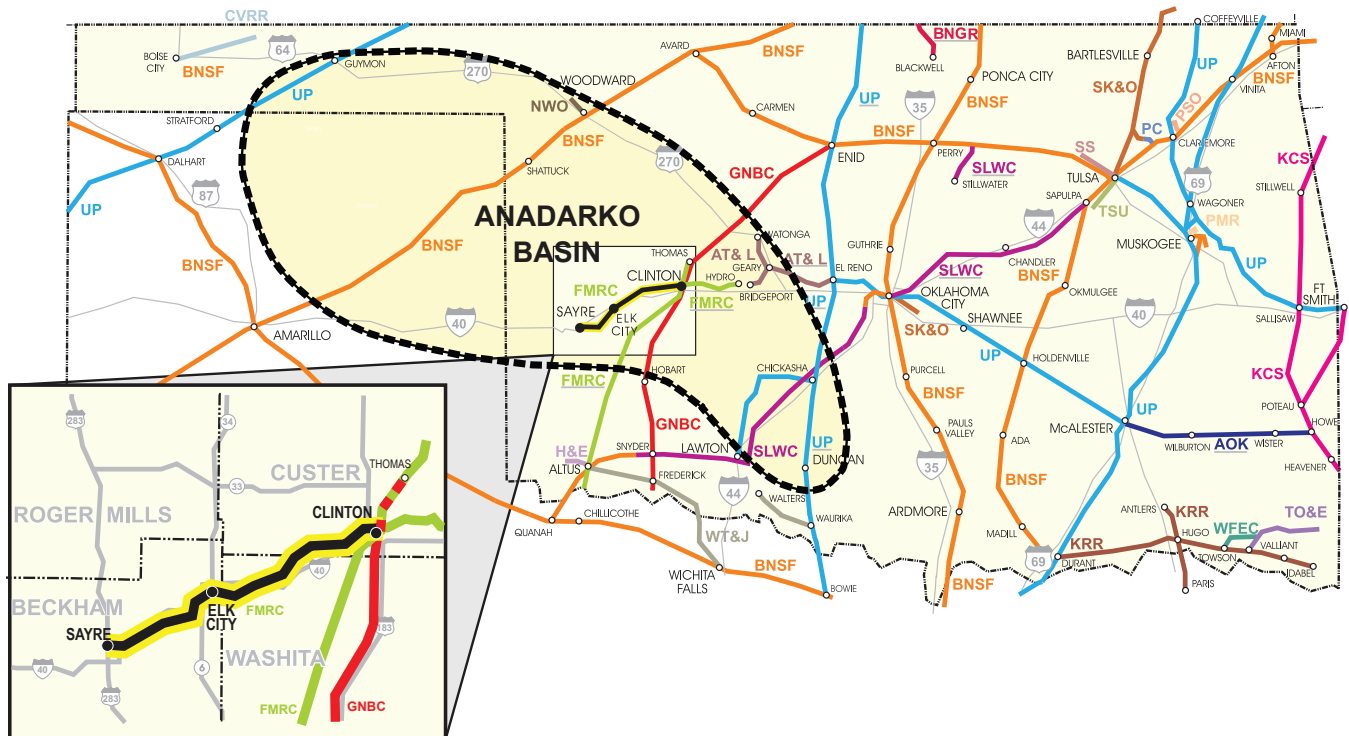 CVRR
64
BOISE
CITY
BNSF
GUYMON
270
AVARD
BNSF
BNGR
BLACKWELL
COFFEYVILLE
MIAMI
AFTON
BNSF
VINITA
UP
BARTLESVILLE
SK&O
PONCA CITY
BNSF
WOODWARD
NWO
CARMEN
UP
35
UP
STRATFORD
DALHART
87
UP
BNSF
SHATTUCK
BNSF
270
ENID
BNSF
PERRY
SLWC
STILLWATER
SS
TULSA
SAPULPA
TSU
PC
PSO
CLAREMORE
69
WAGONER
PMR
MUSKOGEE
KCS
STILLWELL
GNBC
ANADARKO
BASIN
BNSF
THOMAS
WATONGA
AT& L
GEARY
AT& L
HYDRO
BRIDGEPORT
EL RENO
UP
GUTHRIE
SLWC
OKLAHOMA
CITY
SK&O
44
CHANDLER
BNSF
OKMULGEE
UP
FT
SMITH
SALLISAW
CLINTON
FMRC
FMRC
SAYRE
ELK
CITY
40
AMARILLO
SHAWNEE
40
UP
HOLDENVILLE
FMRC
HOBART
CHICKASHA
PURCELL
BNSF
KCS
POTEAU
HOWE
HEAVENER
GNBC
SNYDER
LAWTON
SLWC
UP
DUNCAN
PAULS
VALLEY
35
ADA
BNSF
McALESTER
UP
WILBURTON
AOK
WISTER
H&E
ALTUS
FREDERICK
44
WALTERS
WAURIKA
ARDMORE
MADILL
69
ANTLERS
KRR
HUGO
WFEC
TO&E
TOWSON
VALLIANT
IDABEL
KRR
DURANT
PARIS
QUANAH
CHILLICOTHE
WT&J
WICHITA
FALLS
BNSF
BOWIE
BNSF
283
34
CUSTER
THOMAS
33
ROGER MILLS
CLINTON
40
BECKHAM
ELK
CITY
FMRC
SAYRE
183
WASHITA
40
6
283
FMRC
GNBC